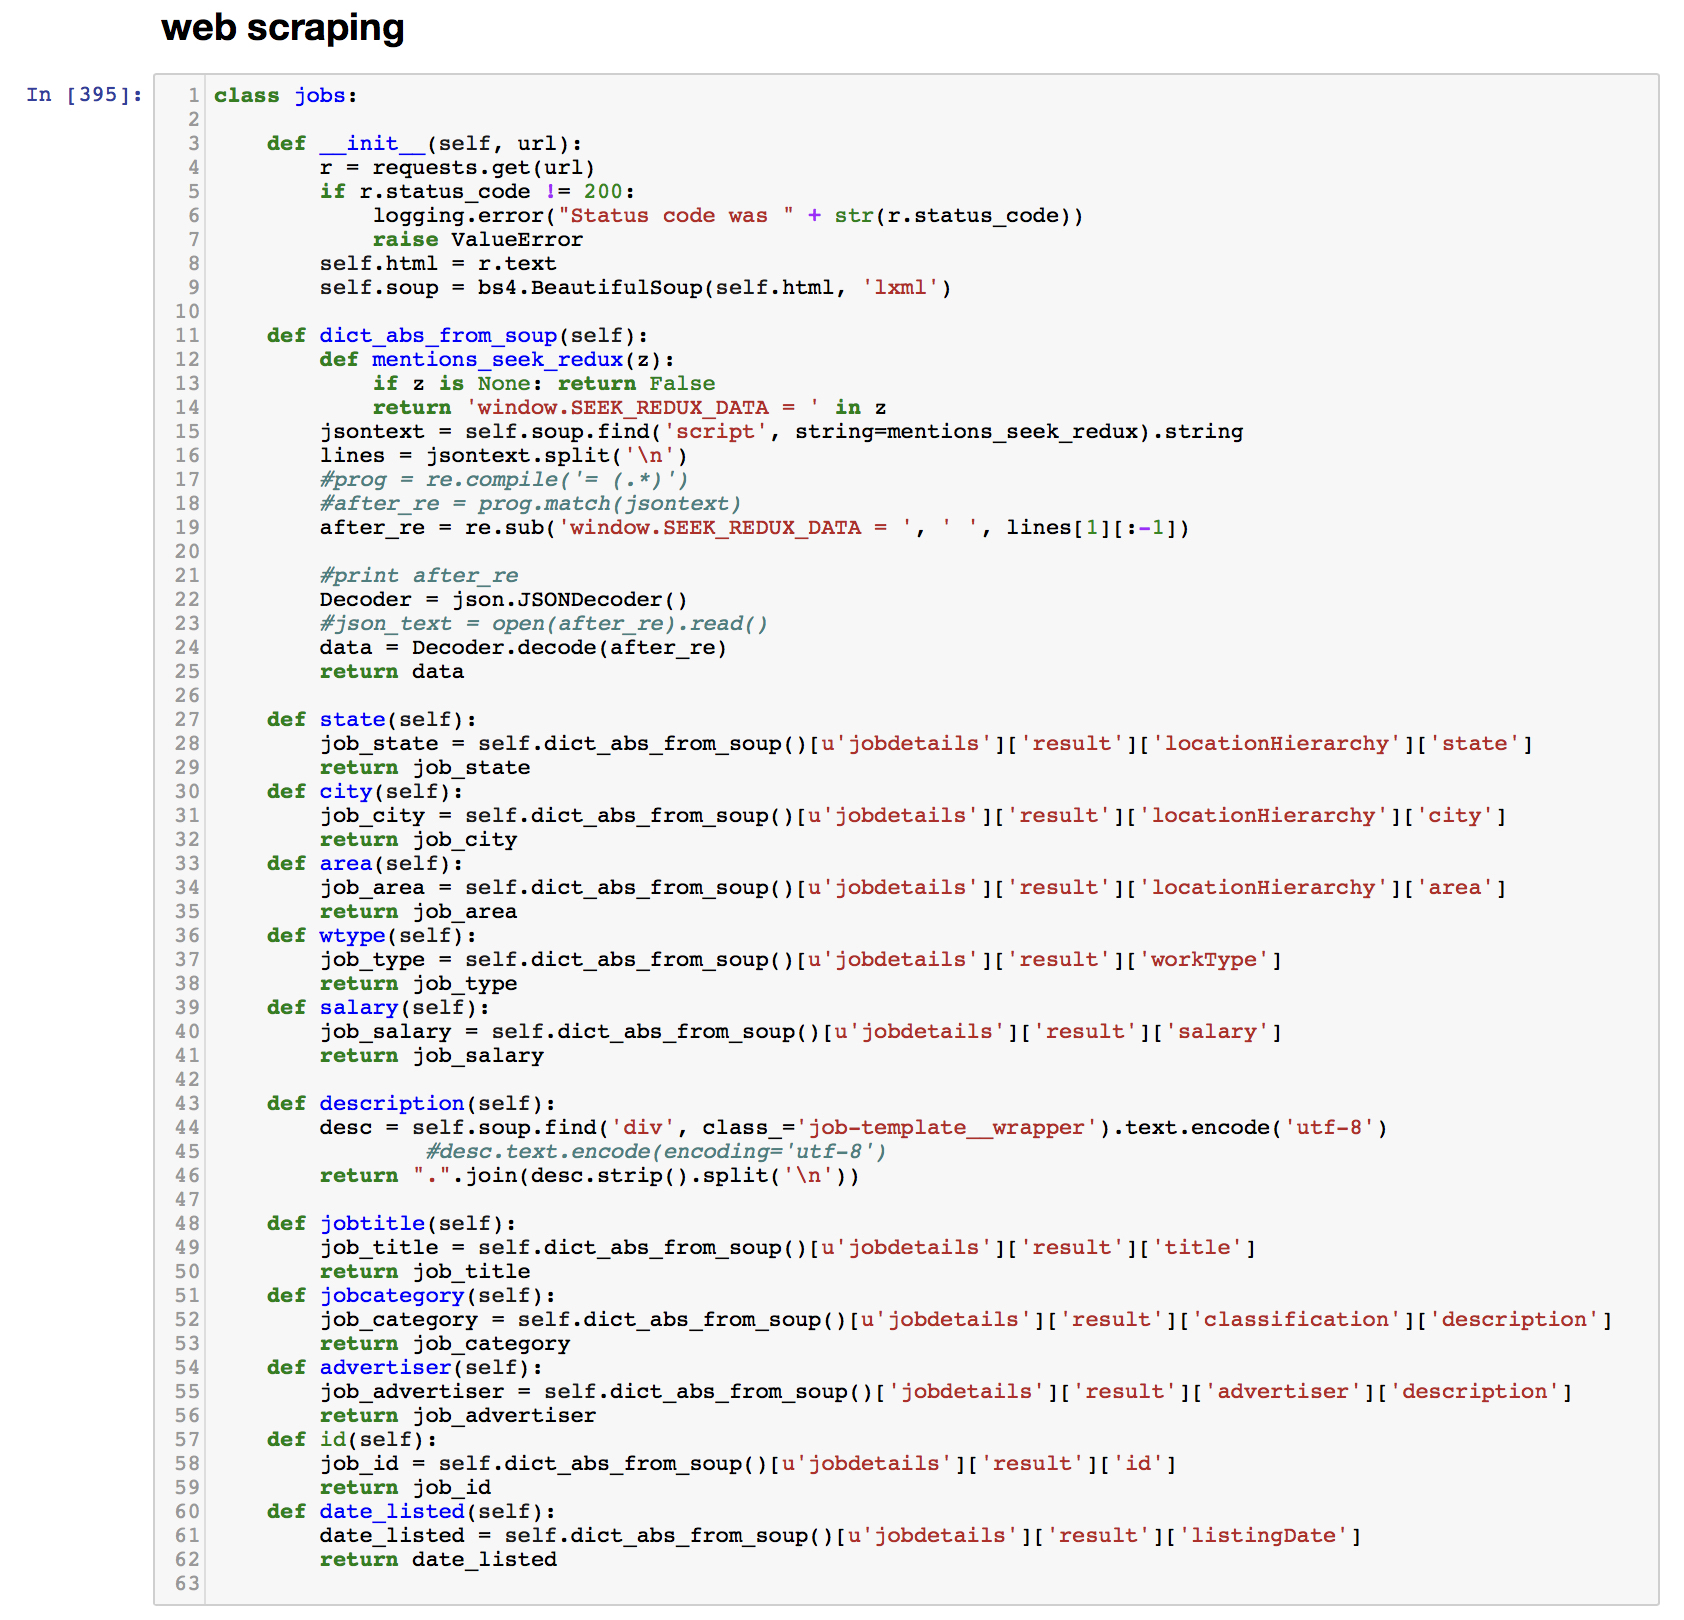 web scraping
In [395]:
1 class jobs:
2
3     def __init__(self, url):
4         r = requests.get(url)
5         if r.status_code != 200:
6             logging.error("Status code was " + str(r.status_code))
7             raise ValueError
8         self.html = r.text
9         self.soup = bs4.BeautifulSoup(self.html, 'lxml')
10
11     def dict_abs_from_soup(self):
12         def mentions_seek_redux(z):
13             if z is None: return False
14             return 'window.SEEK_REDUX_DATA = ' in z
15         jsontext = self.soup.find('script', string=mentions_seek_redux).string
16         lines = jsontext.split('\n')
17         #prog = re.compile('= (.*)')
18         #after_re = prog.match(jsontext)
19         after_re = re.sub('window.SEEK_REDUX_DATA = ', ' ', lines[1][:-1])
20
21         #print after_re
22         Decoder = json.JSONDecoder()
23         #json_text = open(after_re).read()
24         data = Decoder.decode(after_re)
25         return data
26
27     def state(self):
28         job_state = self.dict_abs_from_soup()[u'jobdetails']['result']['locationHierarchy']['state']
29         return job_state
30     def city(self):
31         job_city = self.dict_abs_from_soup()[u'jobdetails']['result']['locationHierarchy']['city']
32         return job_city
33     def area(self):
34         job_area = self.dict_abs_from_soup()[u'jobdetails']['result']['locationHierarchy']['area']
35         return job_area
36     def wtype(self):
37         job_type = self.dict_abs_from_soup()[u'jobdetails']['result']['workType']
38         return job_type
39     def salary(self):
40         job_salary = self.dict_abs_from_soup()[u'jobdetails']['result']['salary']
41         return job_salary
42
43     def description(self):
44         desc = self.soup.find('div', class_='job-template__wrapper').text.encode('utf-8')
45                 #desc.text.encode(encoding='utf-8')
46         return ".".join(desc.strip().split('\n'))
47
48     def jobtitle(self):
49         job_title = self.dict_abs_from_soup()[u'jobdetails']['result']['title']
50         return job_title
51     def jobcategory(self):
52         job_category = self.dict_abs_from_soup()[u'jobdetails']['result']['classification']['description']
53         return job_category
54     def advertiser(self):
55         job_advertiser = self.dict_abs_from_soup()['jobdetails']['result']['advertiser']['description']
56         return job_advertiser
57     def id(self):
58         job_id = self.dict_abs_from_soup()[u'jobdetails']['result']['id']
59         return job_id
60     def date_listed(self):
61         date_listed = self.dict_abs_from_soup()[u'jobdetails']['result']['listingDate']
62         return date_listed
63